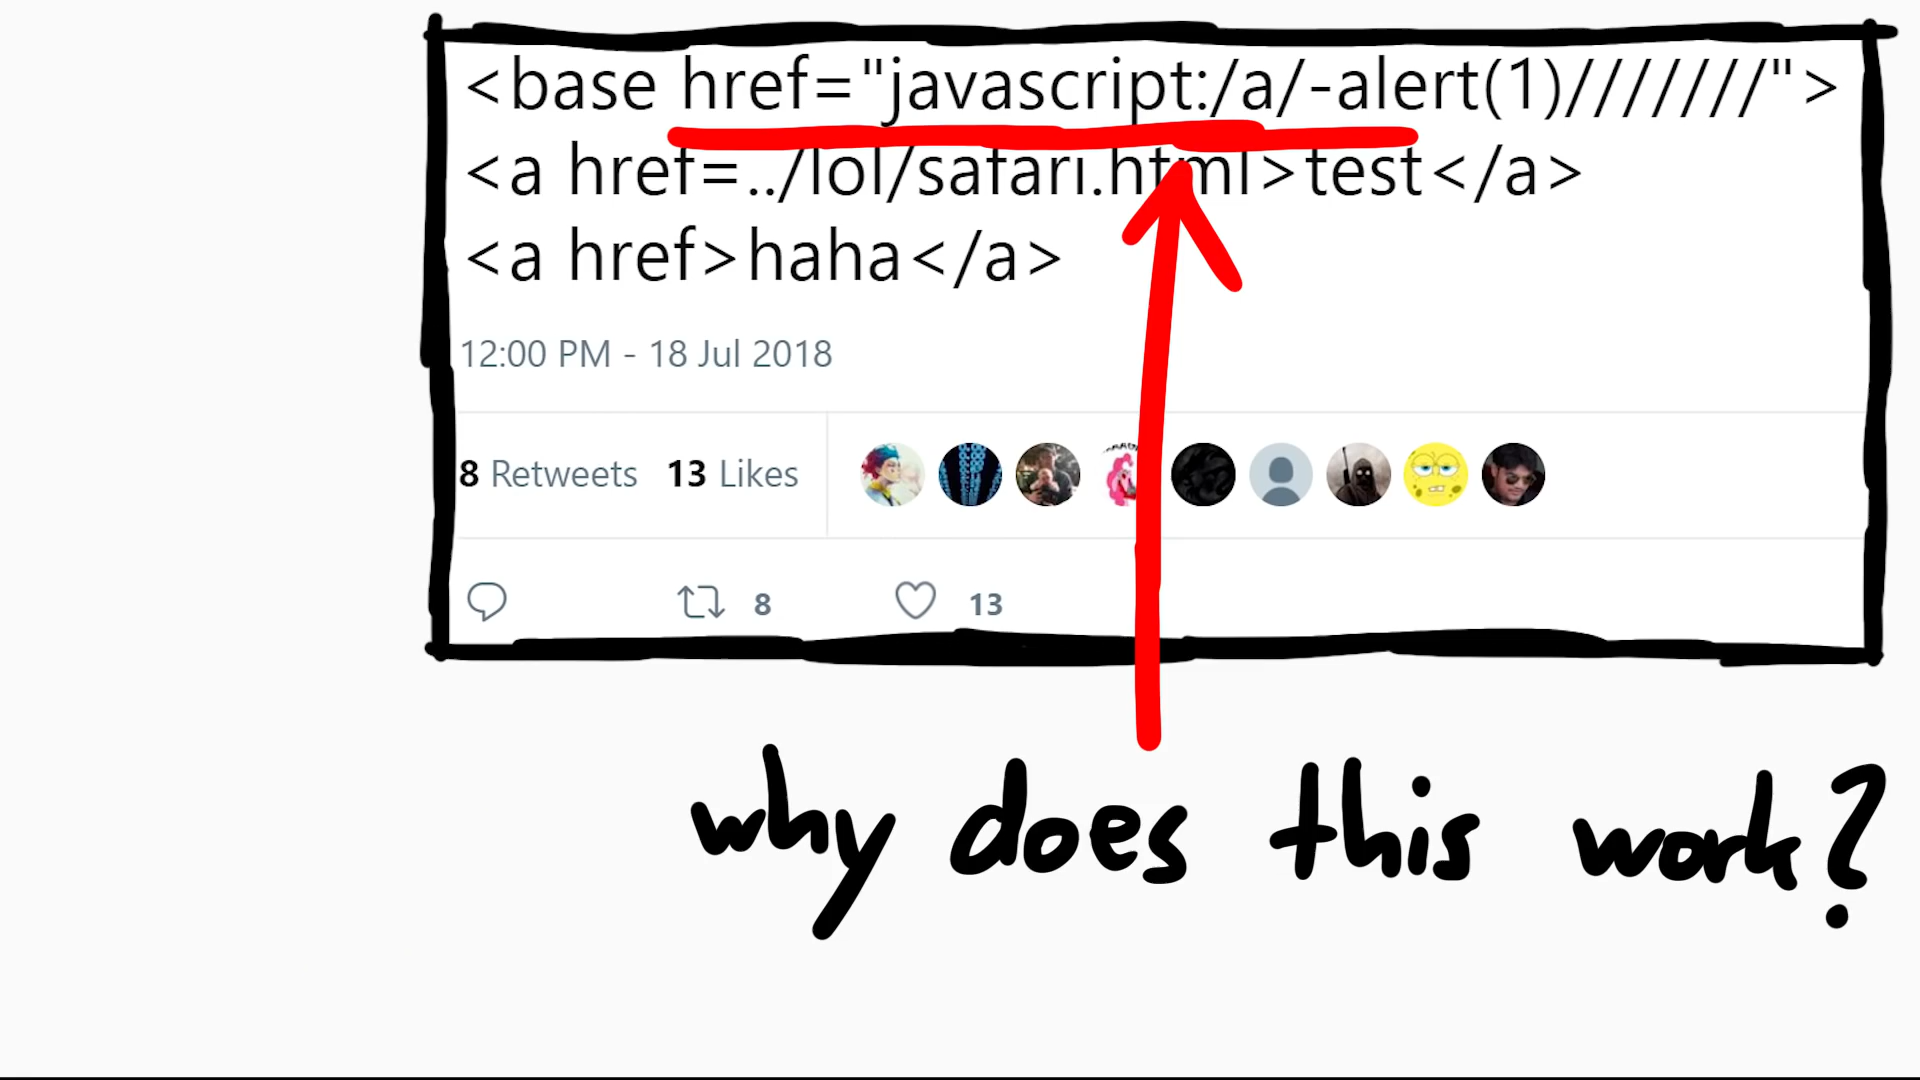 <base href="javascript:/a/-alert(1)///////">
<a href=../lol/safari.html>test</a>
<a href>haha</a>
12:00 PM - 18 Jul 2018
8 Retweets 13 Likes
8 13
why does this work?